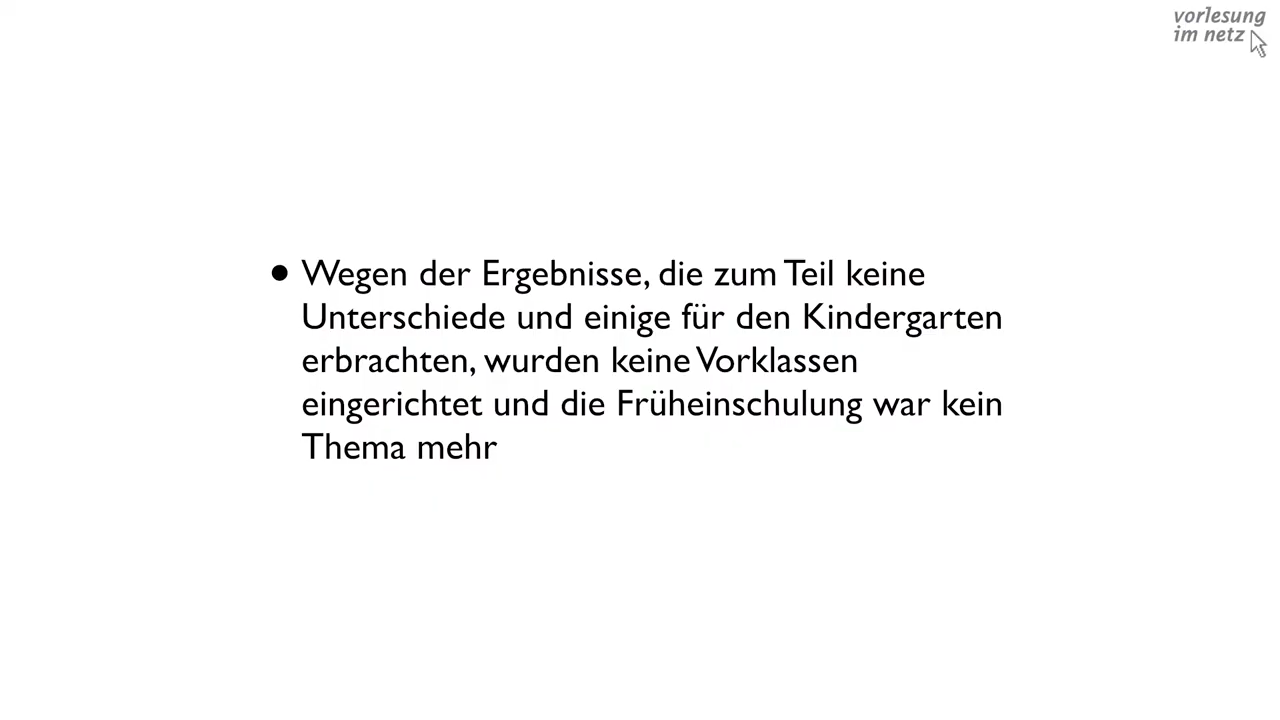 vorlesung
im netz
• Wegen der Ergebnisse, die zum Teil keine
Unterschiede und einige für den Kindergarten
erbrachten, wurden keine Vorklassen
eingerichtet und die Früheinschulung war kein
Thema mehr